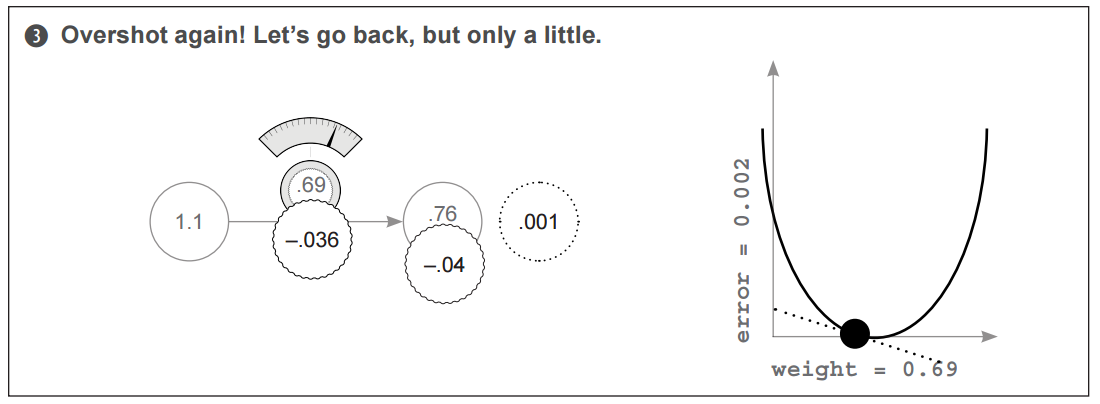 3 Overshot again! Let’s go back, but only a little.
.69
1.1
–.036
.76
–.04
.001
error = 0.002
weight = 0.69